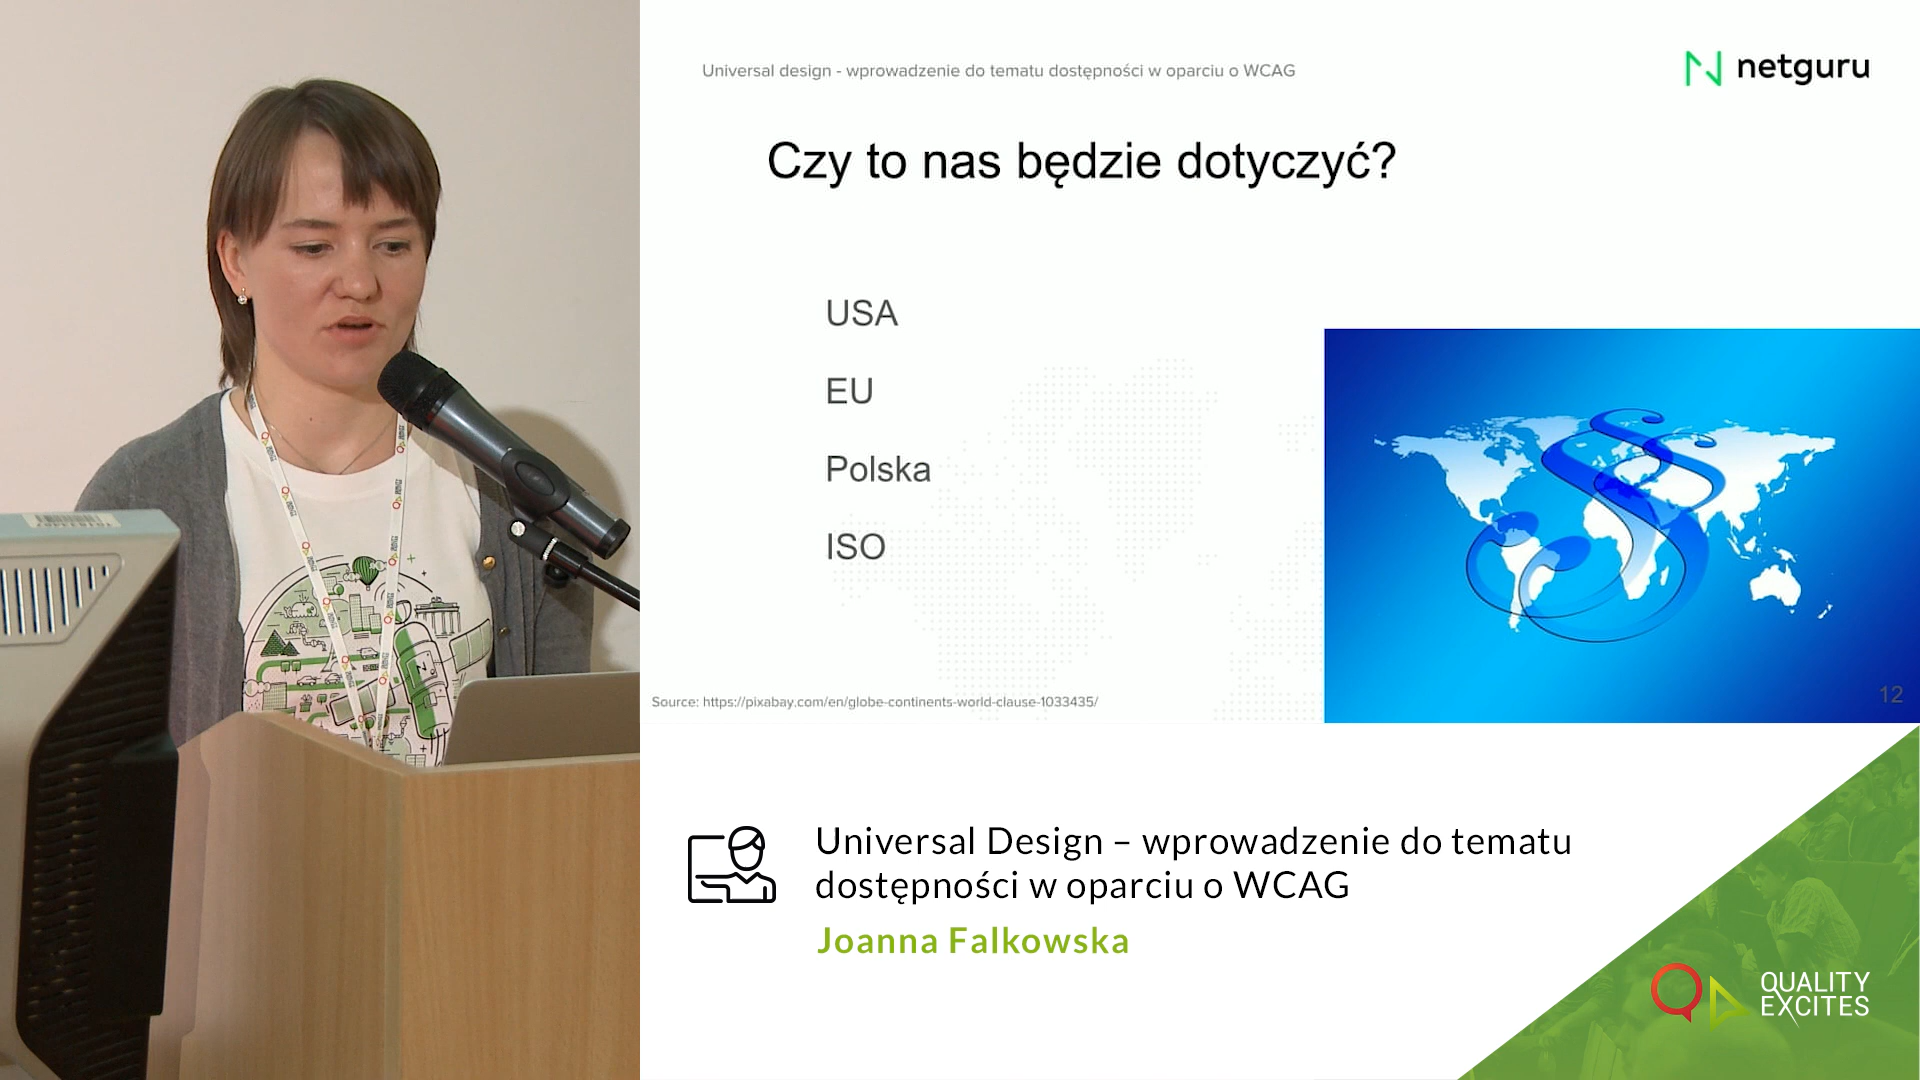 Universal design - wprowadzenie do tematu dostępności w oparciu o WCAG
netguru
Czy to nas będzie dotyczyć?
USA
EU
Polska
ISO
Source: https://pixabay.com/en/globe-continents-world-clause-1033435/
12
Universal Design – wprowadzenie do tematu
dostępności w oparciu o WCAG
Joanna Falkowska
QUALITY
EXCITES